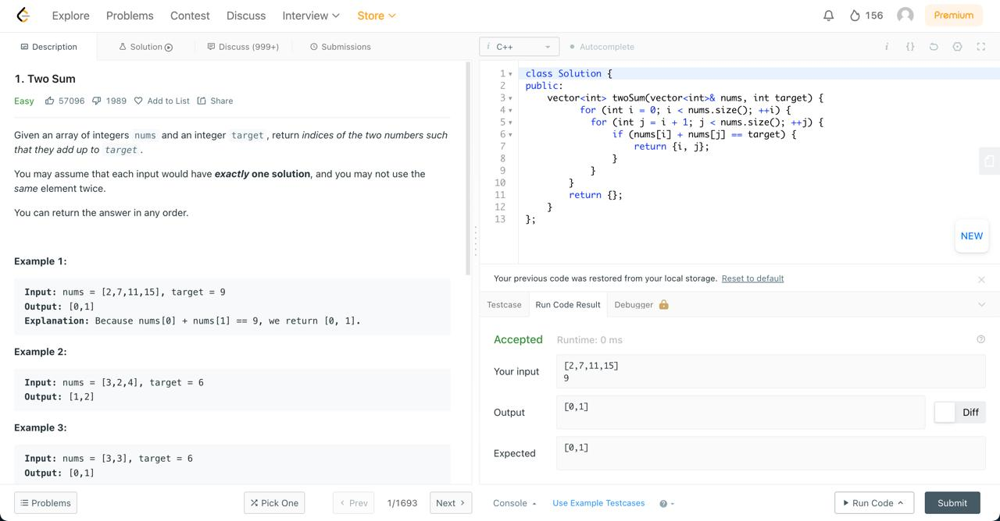 Explore Problems Contest Discuss Interview Store 156 Premium
Description Solution Discuss (999+) Submissions
1. Two Sum
Easy 57096 1989 Add to List Share
Given an array of integers nums and an integer target, return indices of the two numbers such
that they add up to target.
You may assume that each input would have exactly one solution, and you may not use the
same element twice.
You can return the answer in any order.
Example 1:
Input: nums = [2,7,11,15], target = 9
Output: [0,1]
Explanation: Because nums[0] + nums[1] == 9, we return [0, 1].
Example 2:
Input: nums = [3,2,4], target = 6
Output: [1,2]
Example 3:
Input: nums = [3,3], target = 6
Output: [0,1]
Problems Pick One Prev 1/1693 Next
i C++ Autocomplete i {}
1 class Solution {
2 public:
3 vector<int> twoSum(vector<int>& nums, int target) {
4 for (int i = 0; i < nums.size(); ++i) {
5 for (int j = i + 1; j < nums.size(); ++j) {
6 if (nums[i] + nums[j] == target) {
7 return {i, j};
8 }
9 }
10 }
11 return {};
12 }
13 };
NEW
Your previous code was restored from your local storage. Reset to default
Testcase Run Code Result Debugger
Accepted Runtime: 0 ms
Your input
[2,7,11,15]
9
Output
[0,1]
Diff
Expected
[0,1]
Console Use Example Testcases Run Code Submit